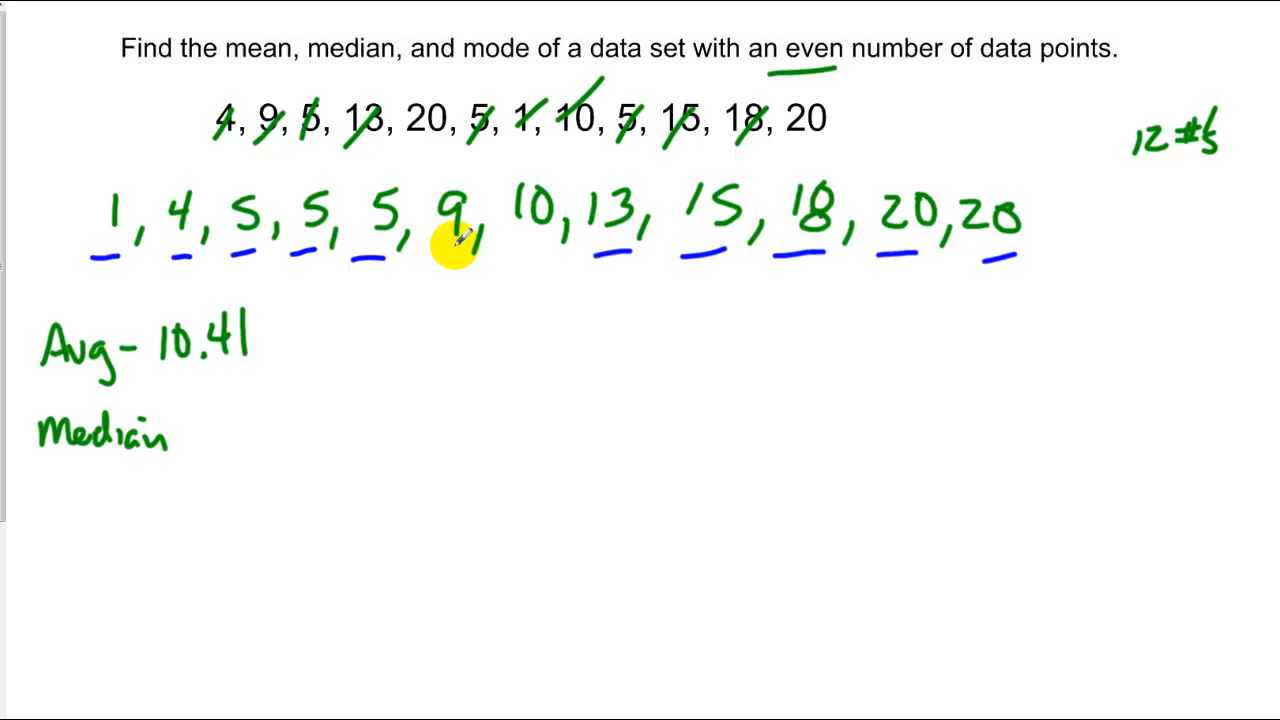 Find the mean, median, and mode of a data set with an even number of data points.
4, 9, 5, 13, 20, 5, 1, 10, 5, 15, 18, 20
12 #'s
1, 4, 5, 5, 5, 9, 10, 13, 15, 18, 20, 20
Avg - 10.41
Median